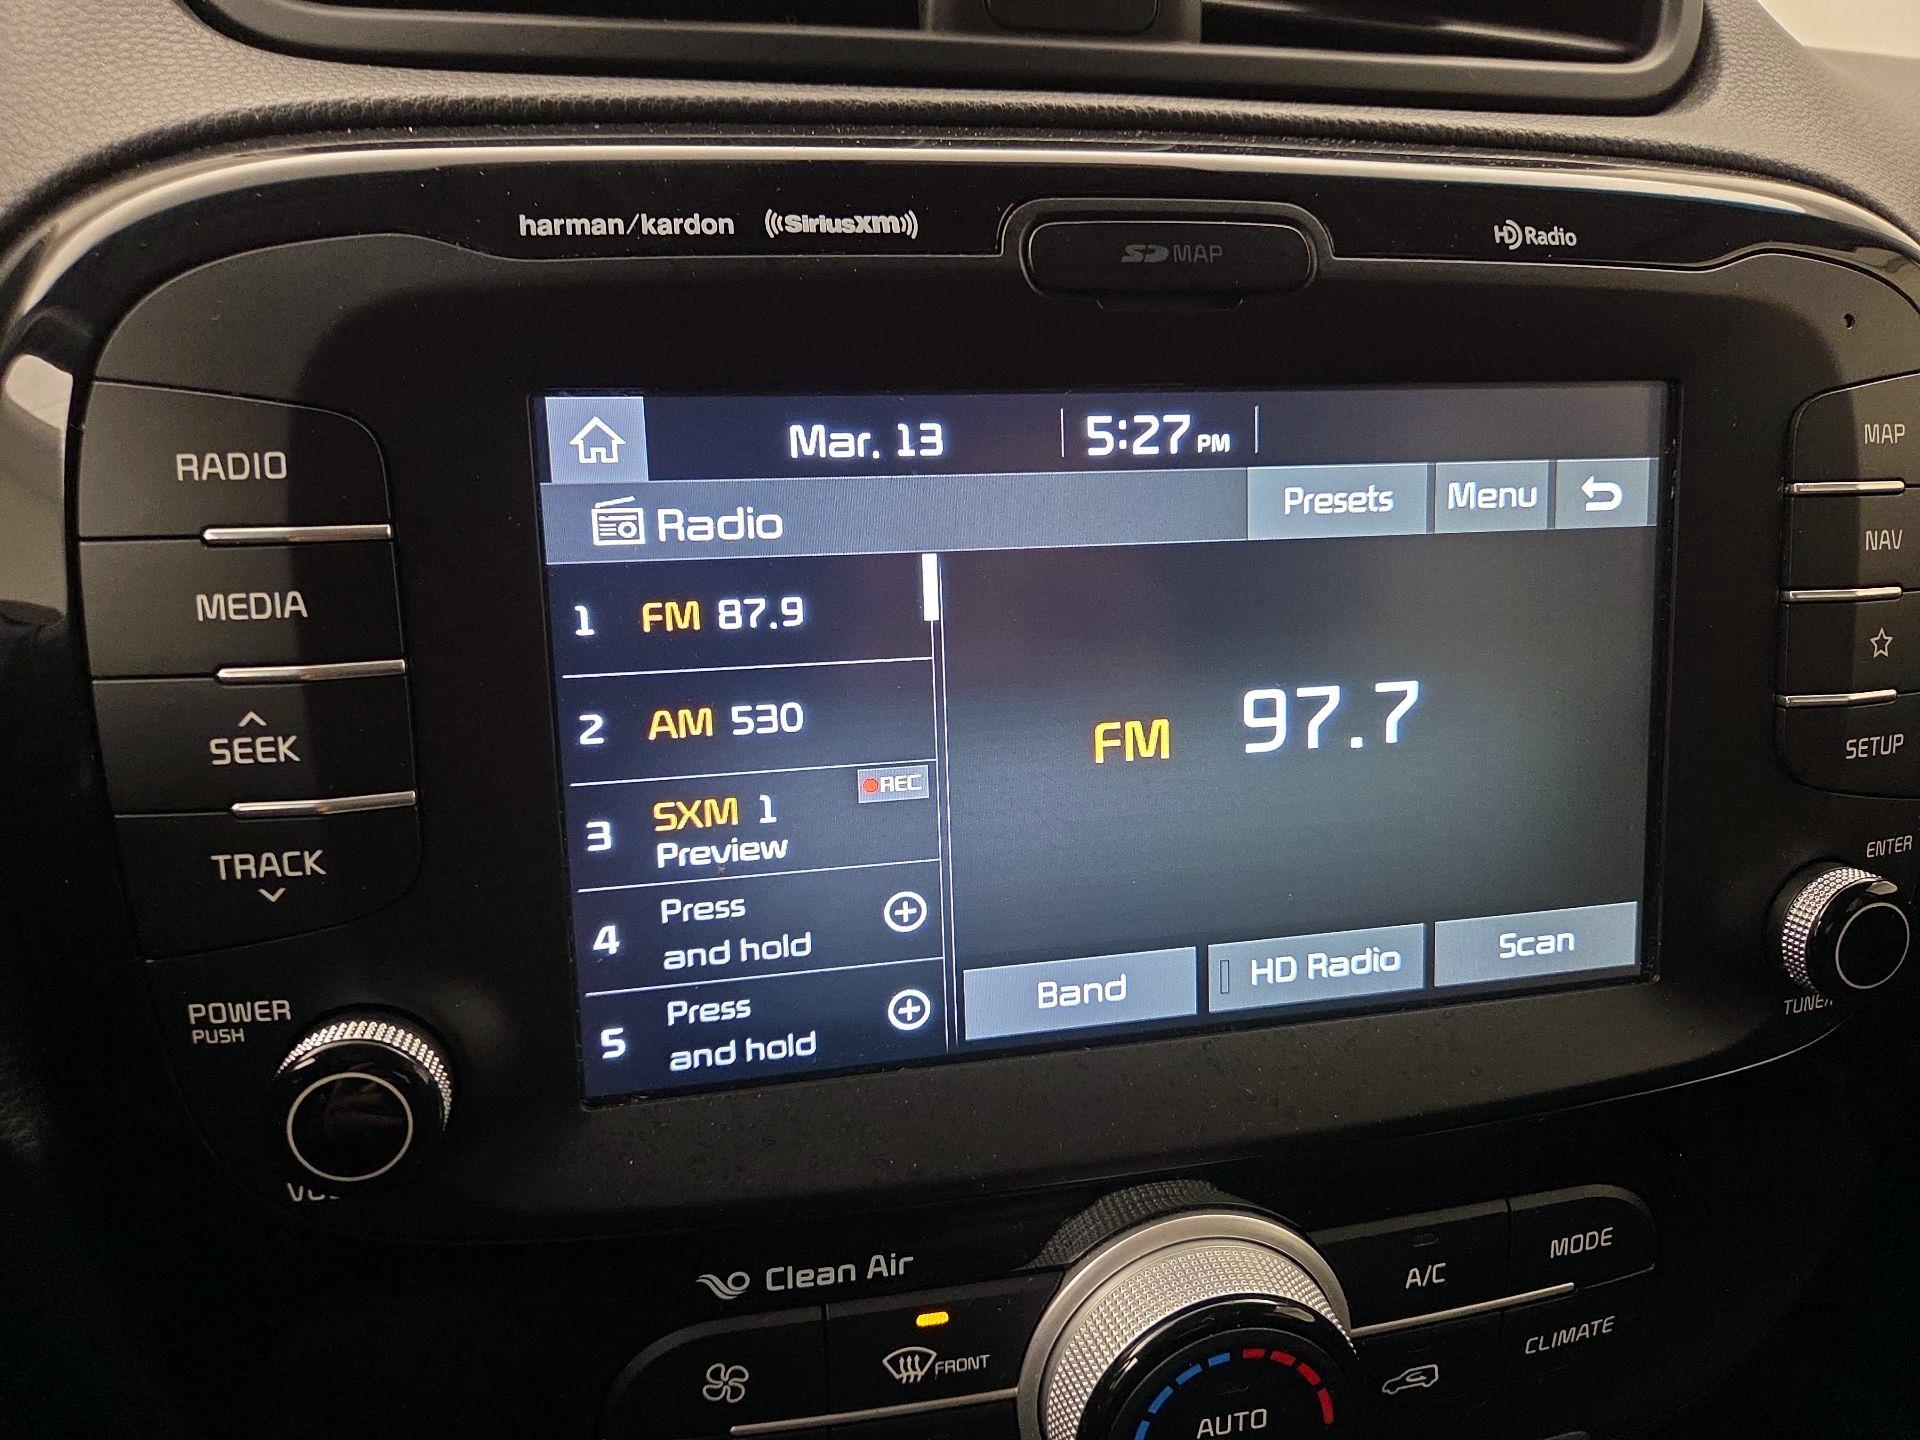 harman/kardon
((SiriusXM))
SD MAP
HD Radio
RADIO
MEDIA
SEEK
TRACK
POWER
PUSH
Mar. 13
5:27 PM
Radio
Presets
Menu
1 FM 87.9
2 AM 530
REC
3 SXM 1
Preview
4 Press
and hold
5 Press
and hold
FM 97.7
Band
HD Radio
Scan
MAP
NAV
SETUP
ENTER
Clean Air
FRONT
AUTO
A/C
MODE
CLIMATE